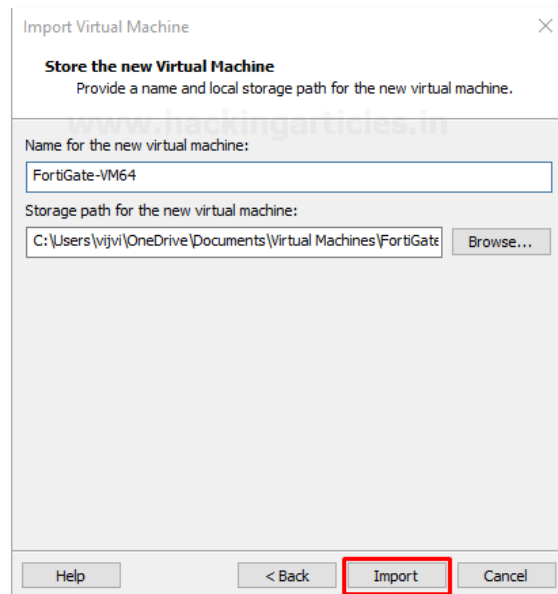 Import Virtual Machine
Store the new Virtual Machine
Provide a name and local storage path for the new virtual machine.
www.hackingarticles.in
Name for the new virtual machine:
FortiGate-VM64
Storage path for the new virtual machine:
C:\Users\vijvi\OneDrive\Documents\Virtual Machines\FortiGate
Browse...
Help
< Back
Import
Cancel